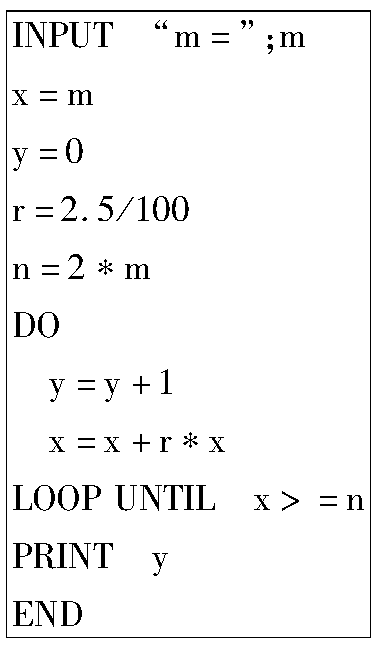 INPUT “m=”;m
x=m
y=0
r=2.5/100
n=2*m
DO
y=y+1
x=x+r*x
LOOP UNTIL x>=n
PRINT y
END